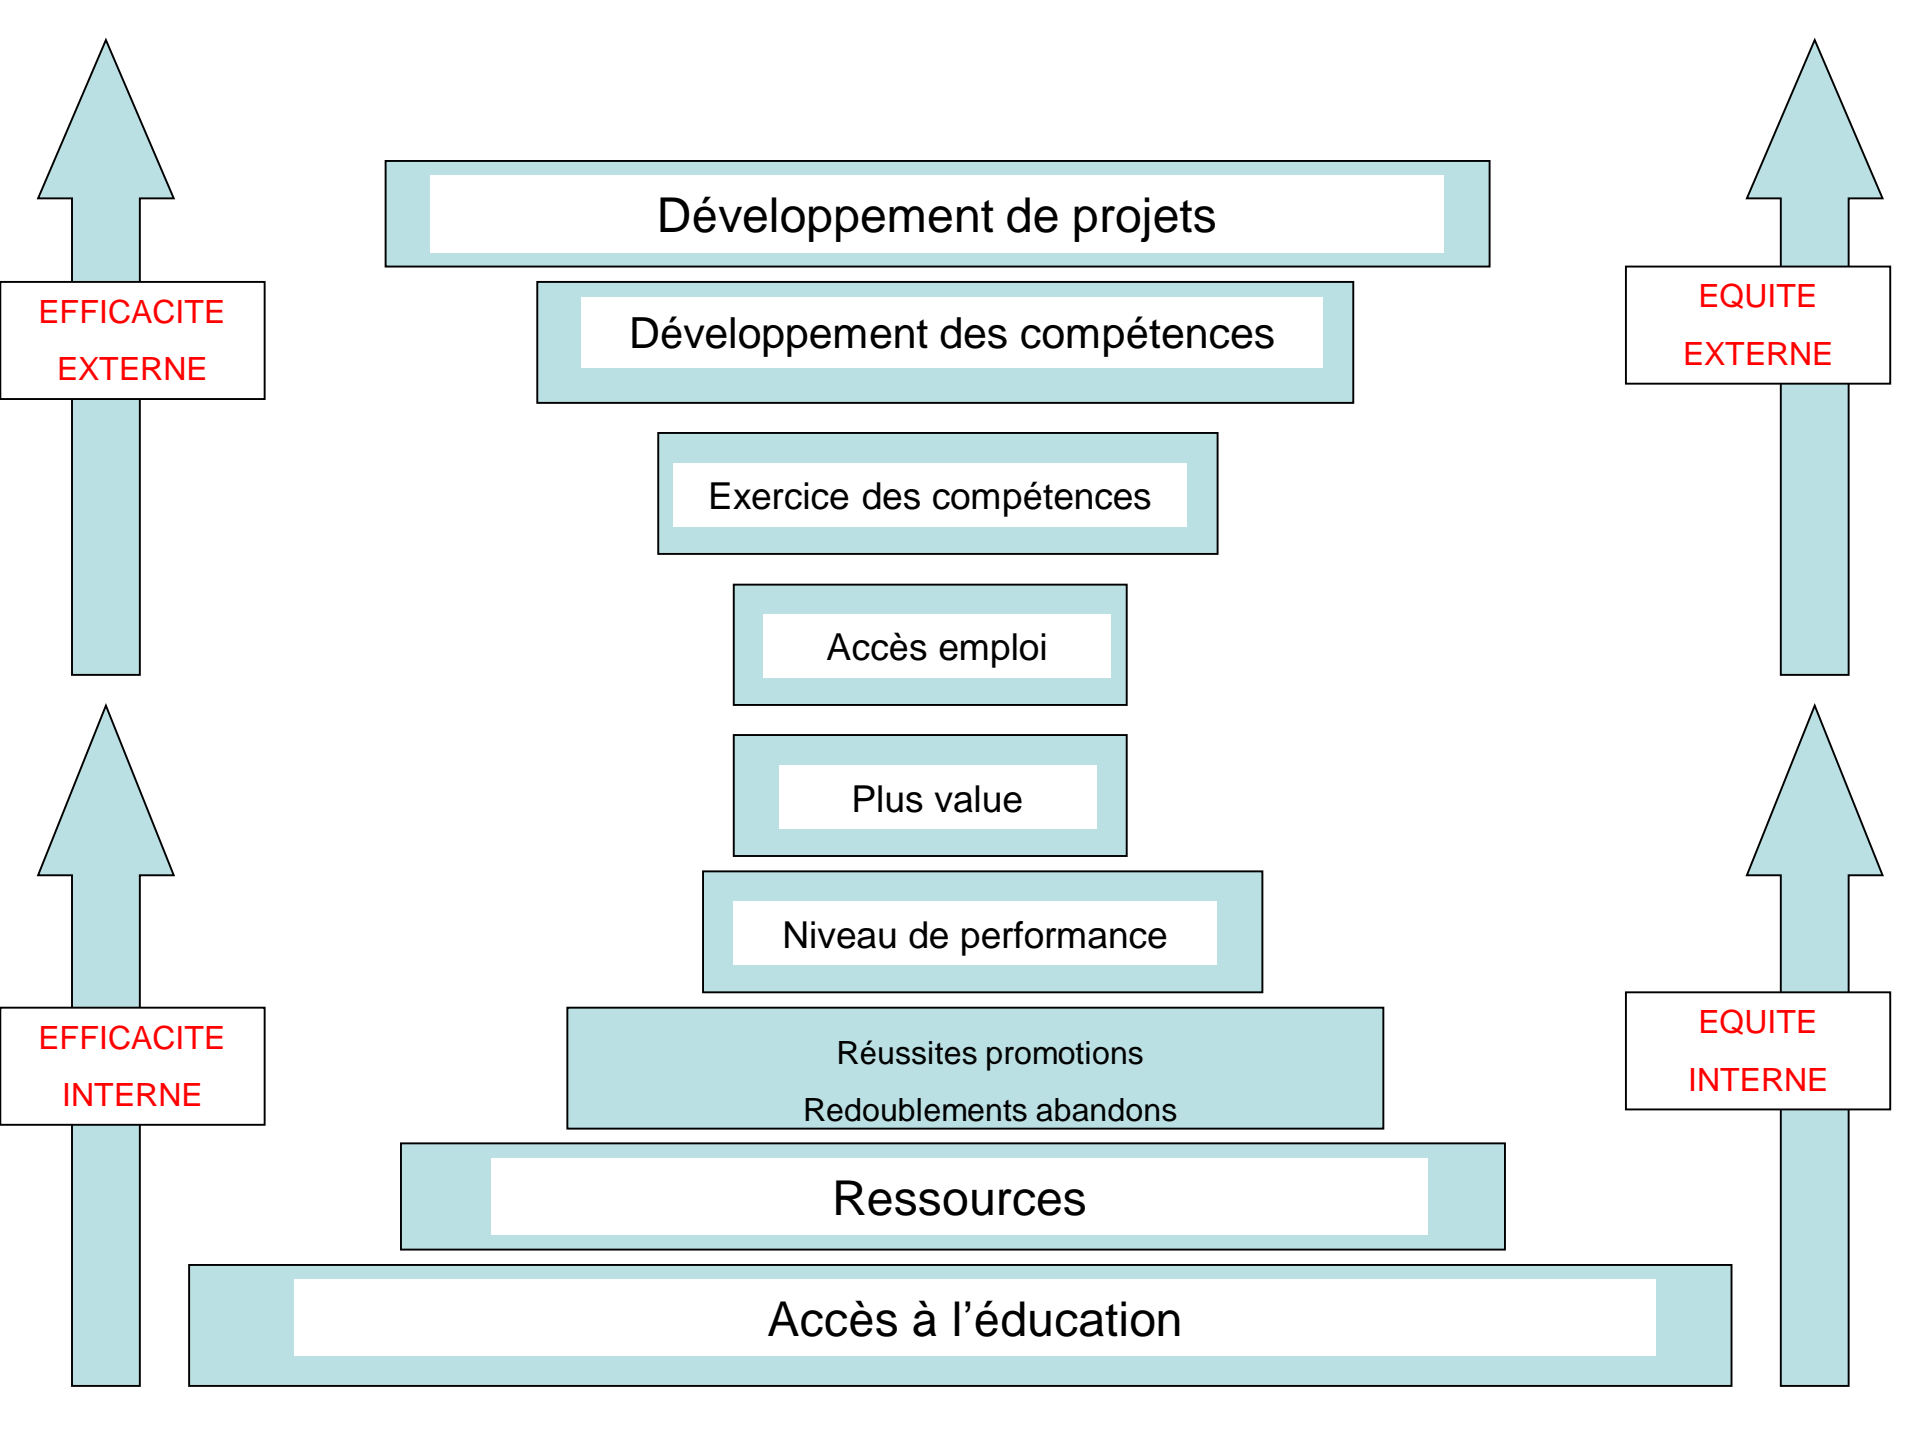 Développement de projets
EFFICACITE
EXTERNE
Développement des compétences
EQUITE
EXTERNE
Exercice des compétences
Accès emploi
Plus value
Niveau de performance
EFFICACITE
INTERNE
Réussites promotions
Redoublements abandons
EQUITE
INTERNE
Ressources
Accès à l’éducation